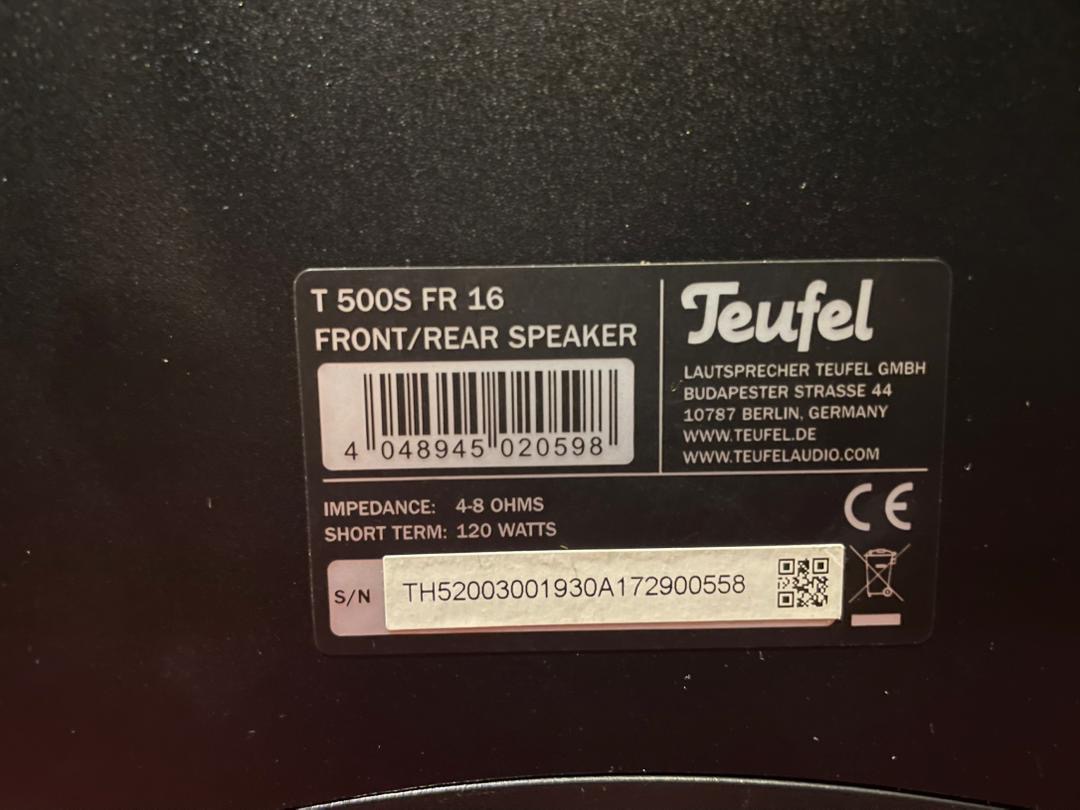 T 500S FR 16
FRONT/REAR SPEAKER
4 048945 020598
Teufel
LAUTSPRECHER TEUFEL GMBH
BUDAPESTER STRASSE 44
10787 BERLIN, GERMANY
WWW.TEUFEL.DE
WWW.TEUFELAUDIO.COM
IMPEDANCE: 4-8 OHMS
SHORT TERM: 120 WATTS
CE
S/N TH52003001930A172900558